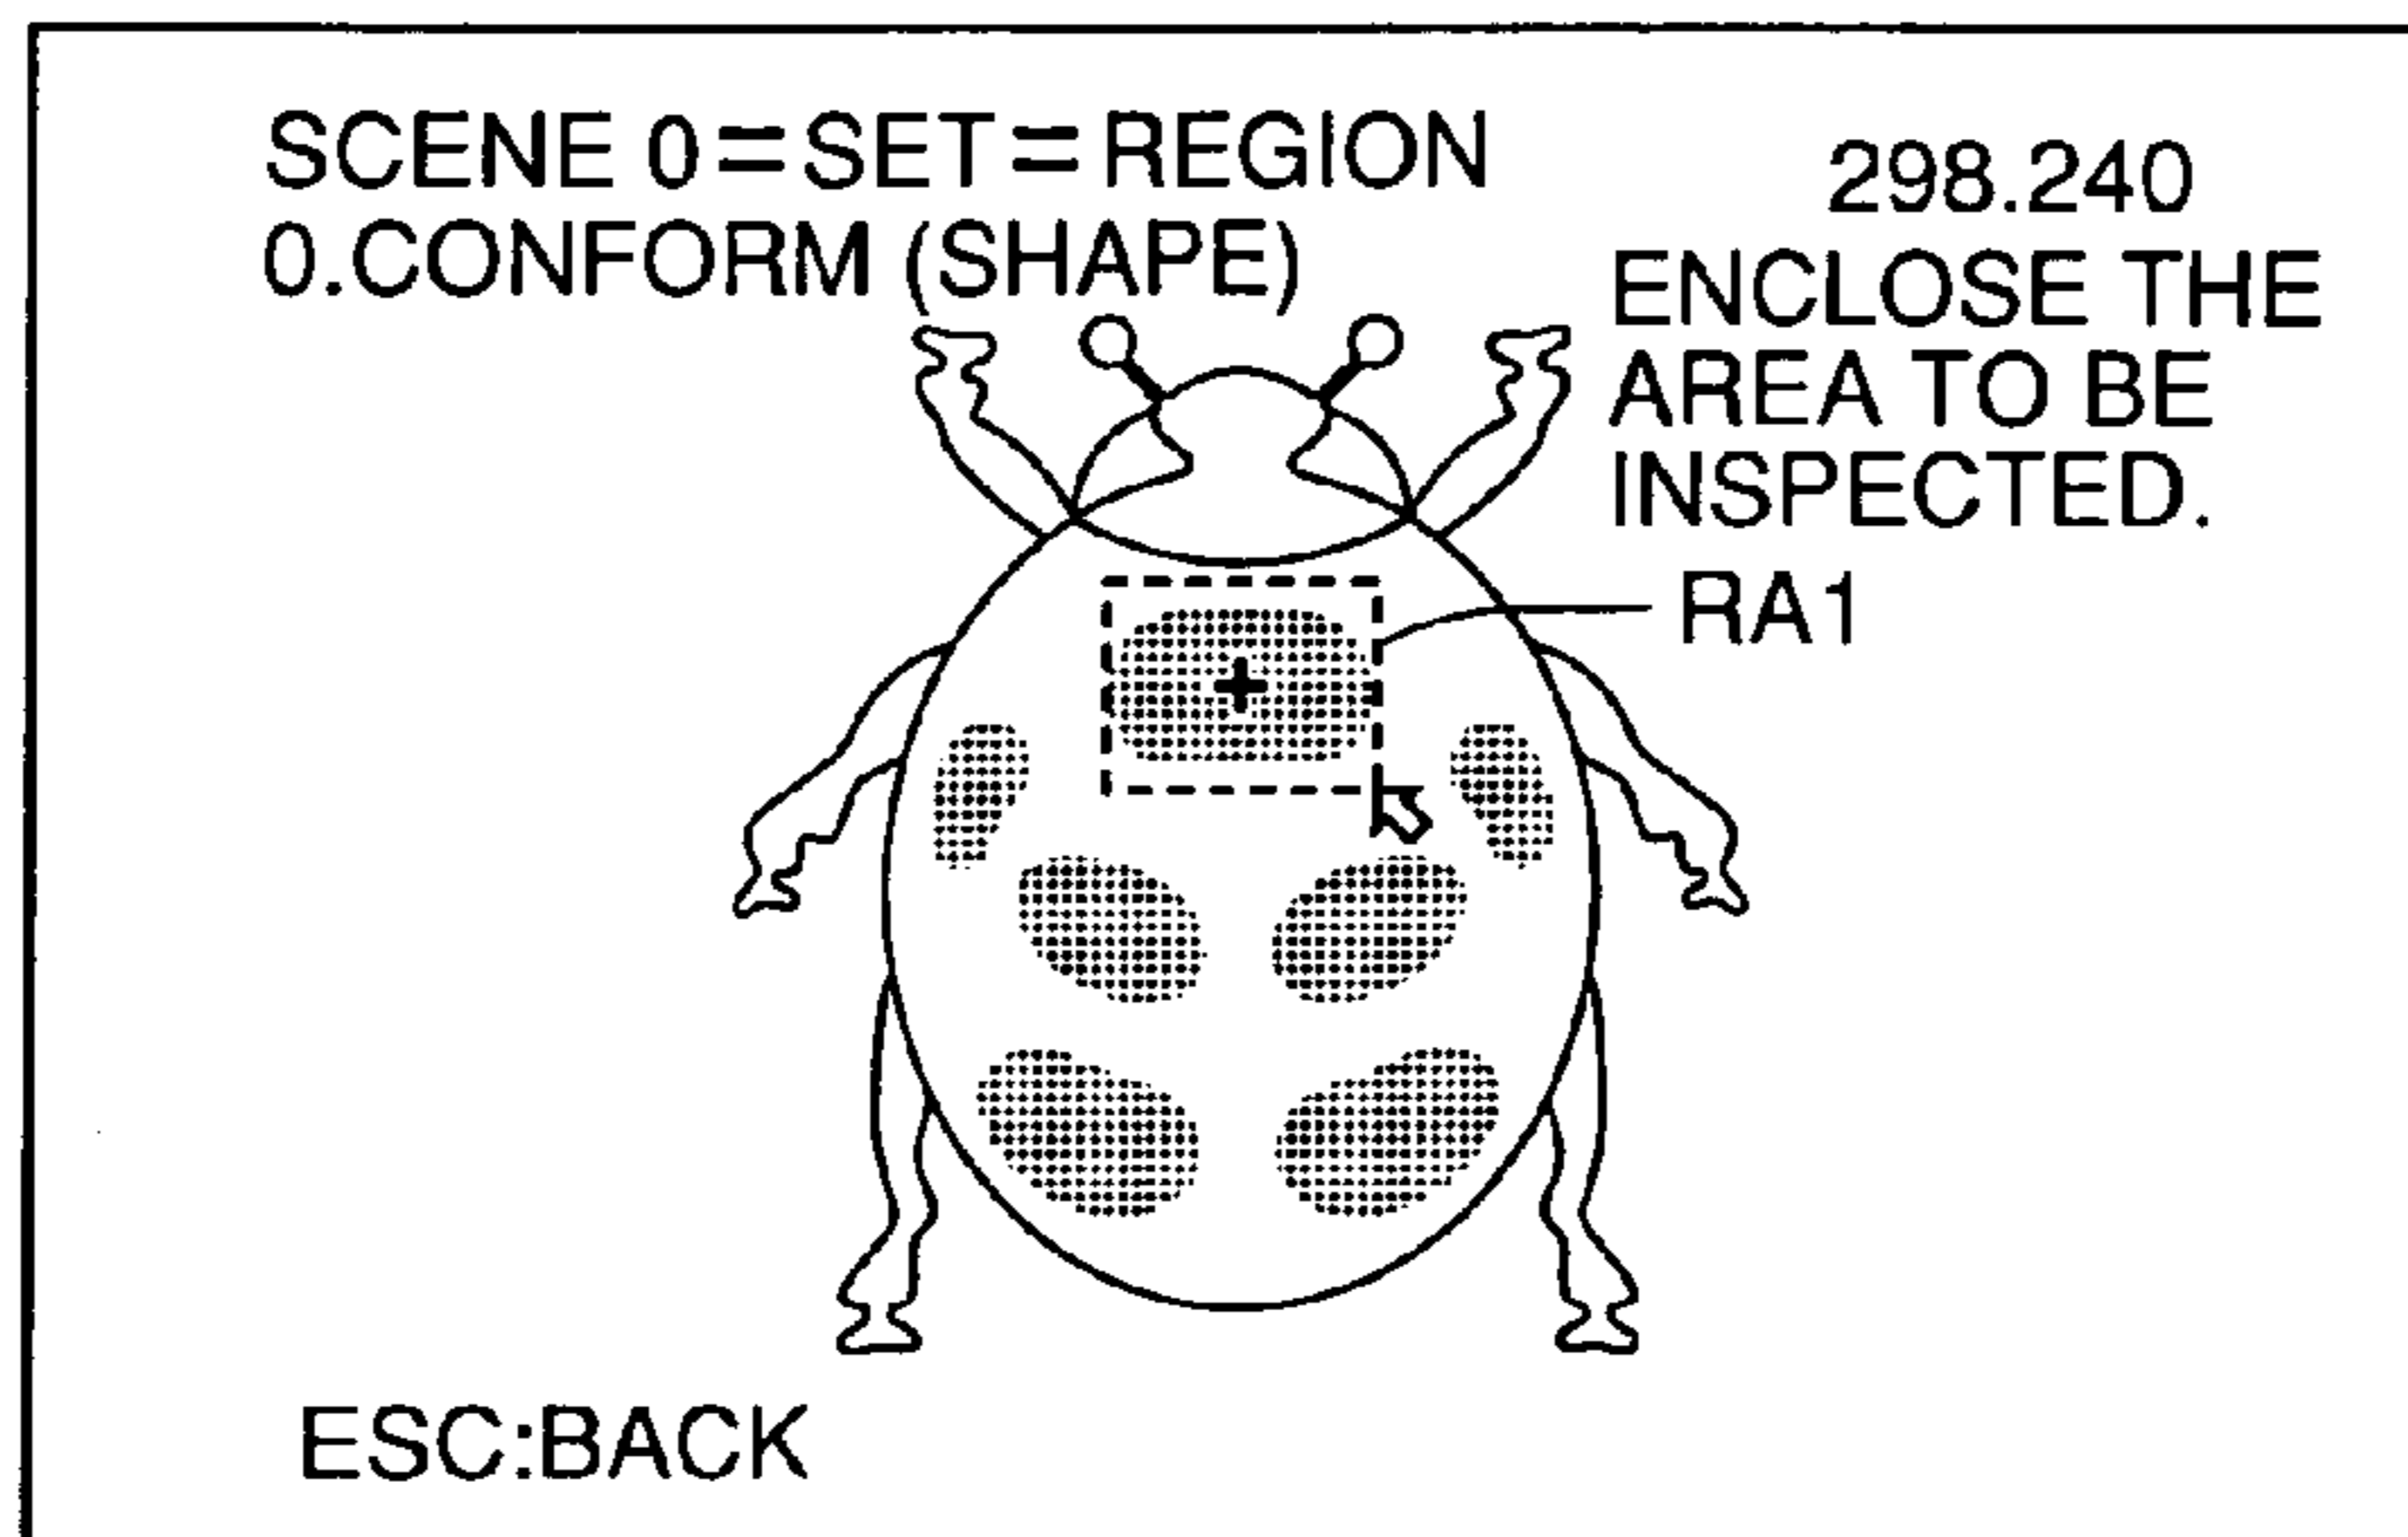 SCENE 0=SET=REGION
0.CONFORM (SHAPE)
298.240
ENCLOSE THE
AREA TO BE
INSPECTED.
RA1
ESC:BACK